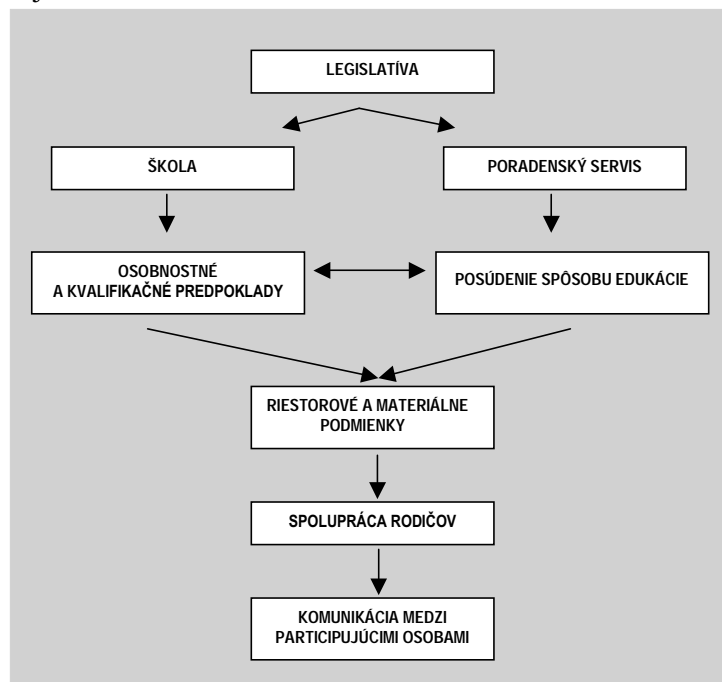 LEGISLATÍVA
ŠKOLA
PORADENSKÝ SERVIS
OSOBNOSTNÉ
A KVALIFIKAČNÉ PREDPOKLADY
POSÚDENIE SPÔSOBU EDUKÁCIE
RIESTOROVÉ A MATERIÁLNE
PODMIENKY
SPOLUPRÁCA RODIČOV
KOMUNIKÁCIA MEDZI
PARTICIPUJÚCIMI OSOBAMI